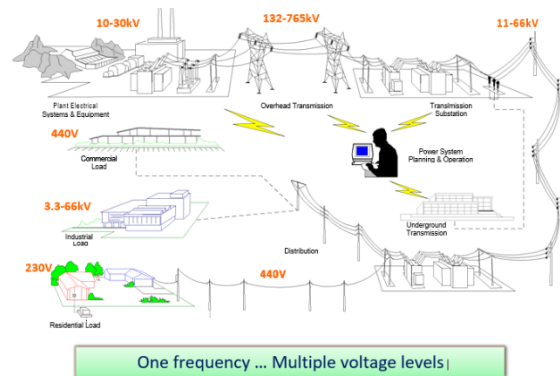 10-30kV
132-765kV
11-66kV
Plant Electrical
Systems & Equipment
Overhead Transmission
Transmission
Substation
440V
Commercial
Load
Power System
Planning & Operation
3.3-66kV
Industrial
Load
Underground
Transmission
Distribution
230V
440V
Residential Load
One frequency ... Multiple voltage levels